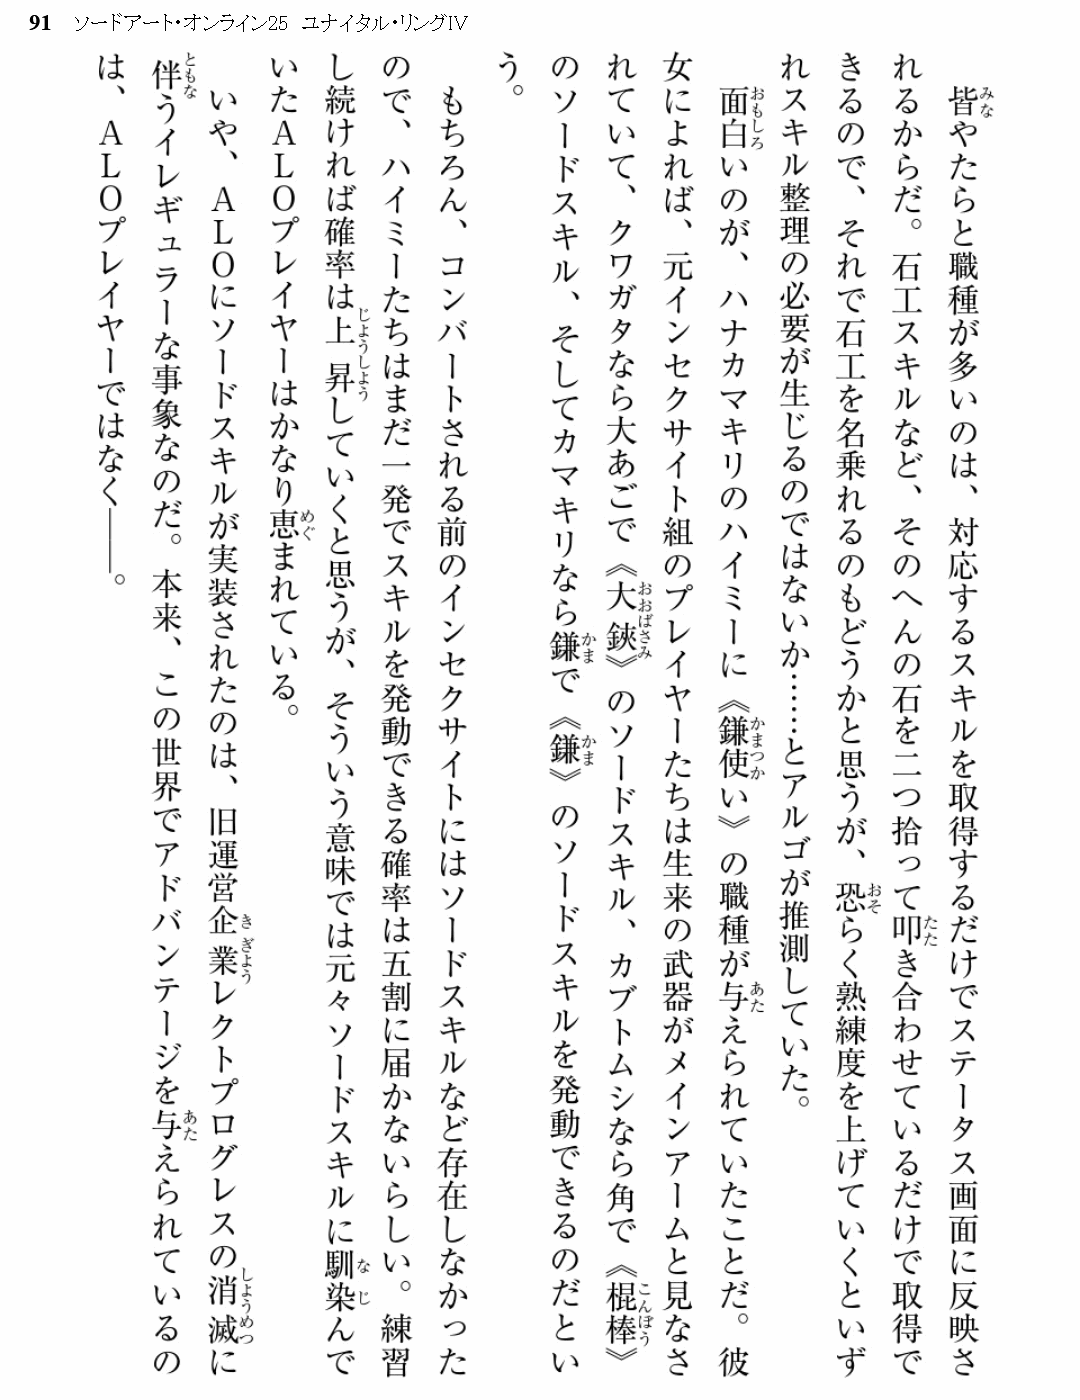 91 ソードアート・オンライン25 ユナイタル・リングⅣ
皆やたらと職種が多いのは、対応するスキルを取得するだけでステータス画面に反映さ
れるからだ。石工スキルなど、そのへんの石を二つ拾って叩き合わせているだけで取得で
きるので、それで石工を名乗れるのもどうかと思うが、恐らく熟練度を上げていくといず
れスキル整理の必要が生じるのではないか……とアルゴが推測していた。
面白いのが、ハナカマキリのハイミーに《鎌使い》の職種が与えられていたことだ。彼
女によれば、元インセクサイト組のプレイヤーたちは生来の武器がメインアームと見なさ
れていて、クワガタなら大あごで《大鋏》のソードスキル、カブトムシなら角で《棍棒》
のソードスキル、そしてカマキリなら鎌で《鎌》のソードスキルを発動できるのだとい
う。
もちろん、コンバートされる前のインセクサイトにはソードスキルなど存在しなかった
ので、ハイミーたちはまだ一発でスキルを発動できる確率は五割に届かないらしい。練習
し続ければ確率は上昇していくと思うが、そういう意味では元々ソードスキルに馴染んで
いたＡＬＯプレイヤーはかなり恵まれている。
いや、ＡＬＯにソードスキルが実装されたのは、旧運営企業レクトプログレスの消滅に
伴うイレギュラーな事象なのだ。本来、この世界でアドバンテージを与えられているの
は、ＡＬＯプレイヤーではなく――。